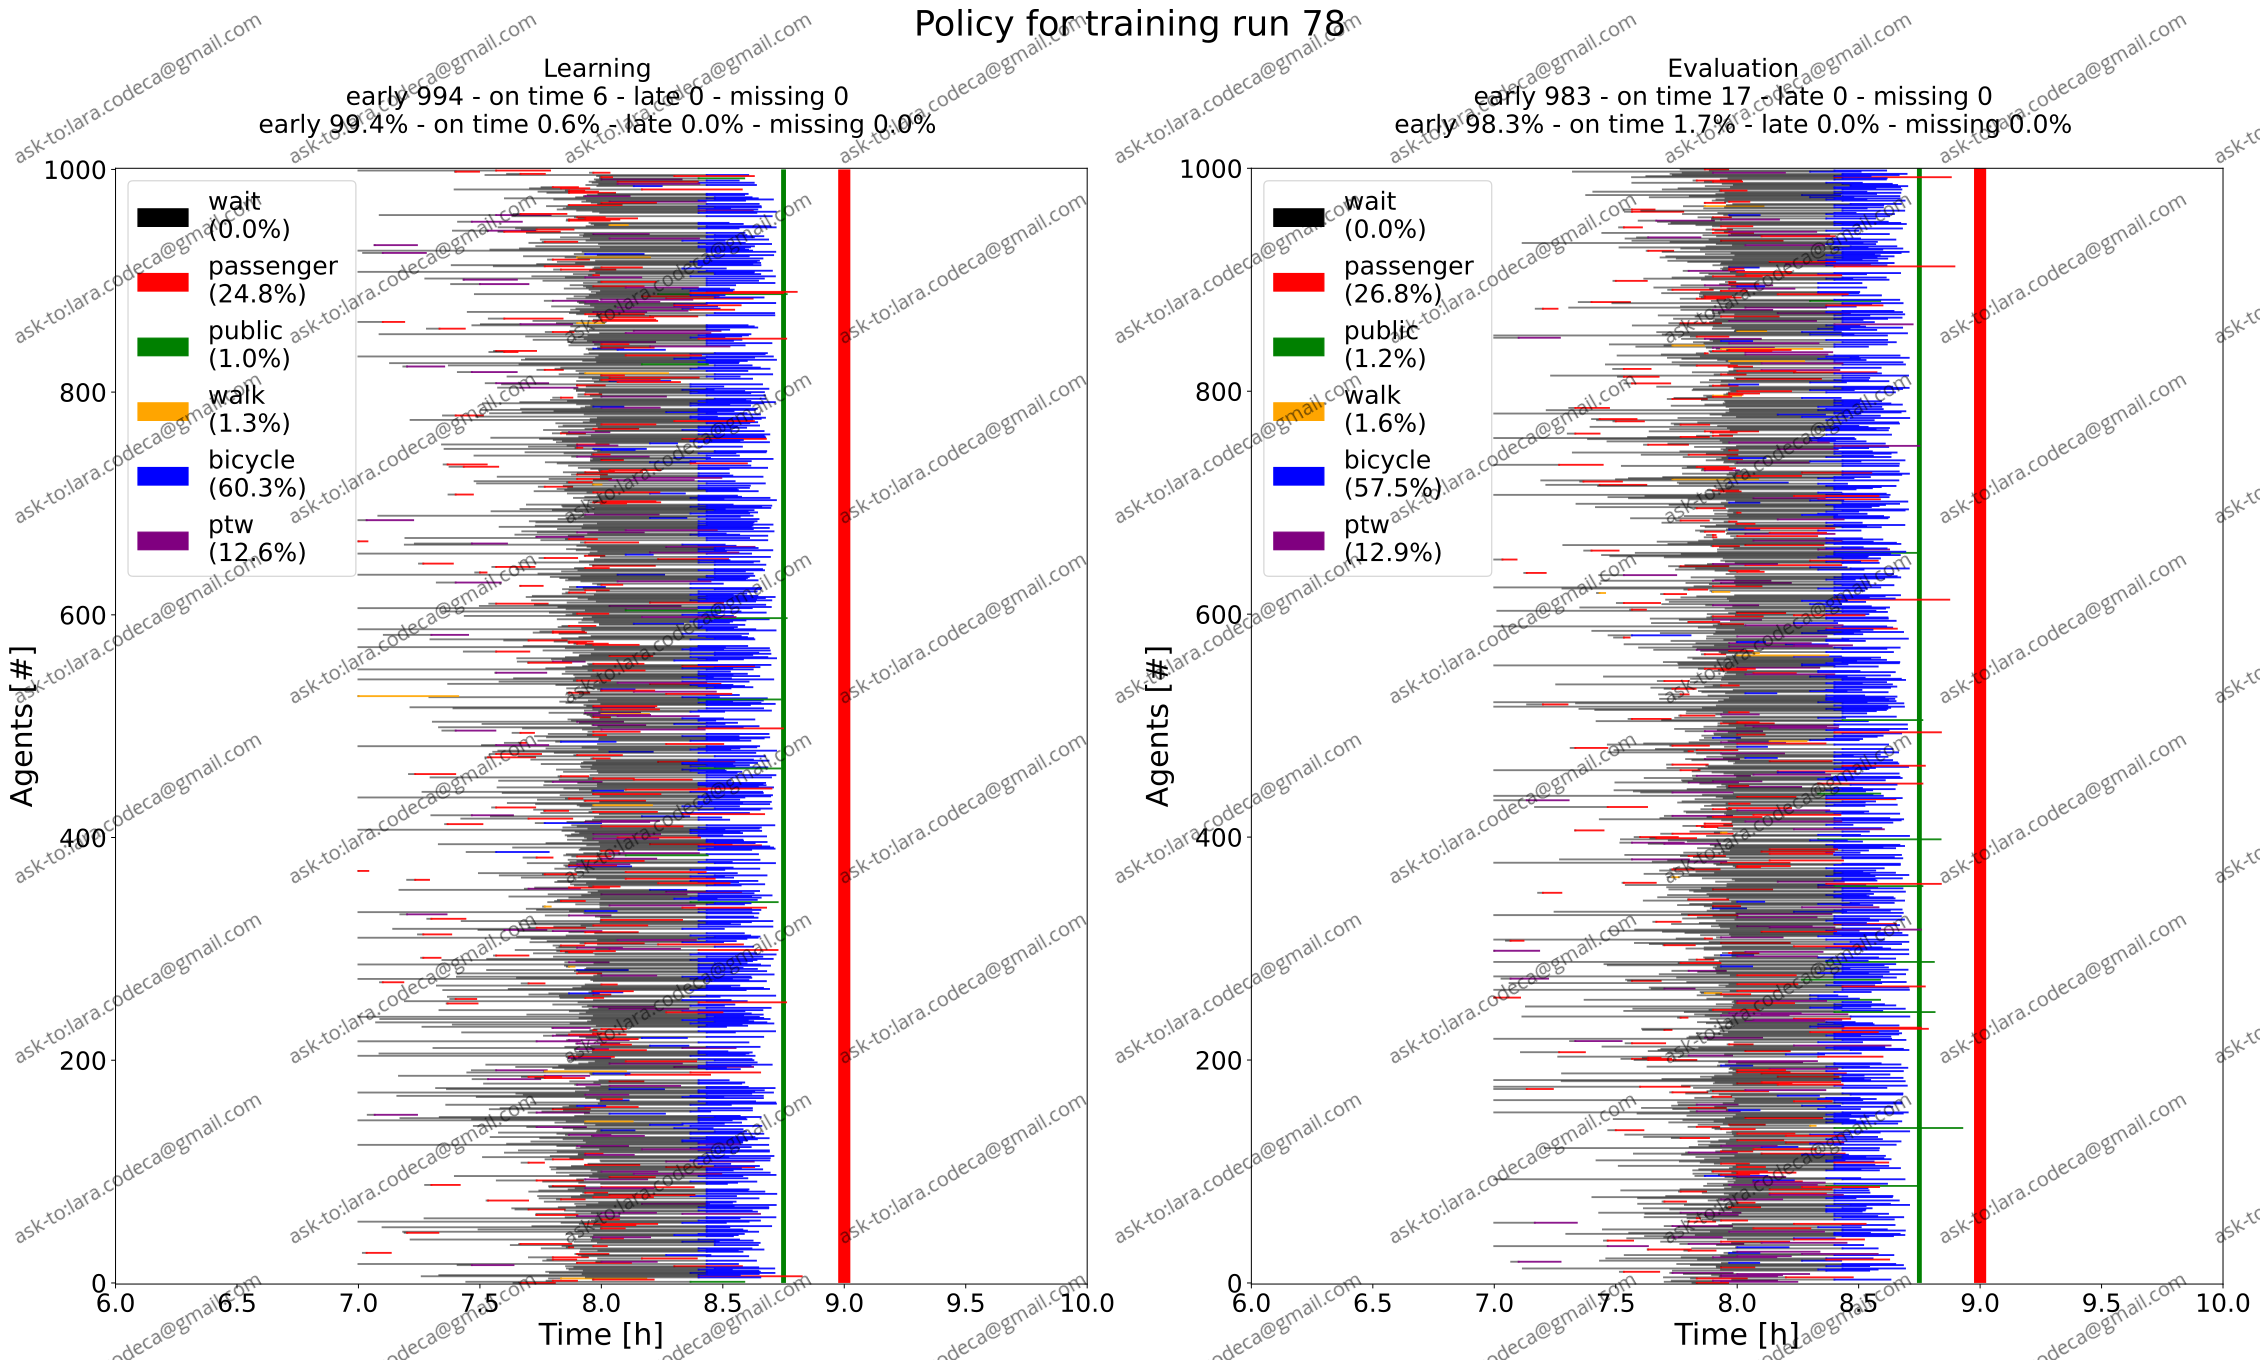 Policy for training run 78
Learning
early 994 - on time 6 - late 0 - missing 0
early 99.4% - on time 0.6% - late 0.0% - missing 0.0%
1000
800
600
400
200
0
Agents [#]
wait
(0.0%)
passenger
(24.8%)
public
(1.0%)
walk
(1.3%)
bicycle
(60.3%)
ptw
(12.6%)
6.0 6.5 7.0 7.5 8.0 8.5 9.0 9.5 10.0
Time [h]
Evaluation
early 983 - on time 17 - late 0 - missing 0
early 98.3% - on time 1.7% - late 0.0% - missing 0.0%
1000
800
600
400
200
0
Agents [#]
wait
(0.0%)
passenger
(26.8%)
public
(1.2%)
walk
(1.6%)
bicycle
(57.5%)
ptw
(12.9%)
6.0 6.5 7.0 7.5 8.0 8.5 9.0 9.5 10.0
Time [h]
ask-to:lara.codeca@gmail.com